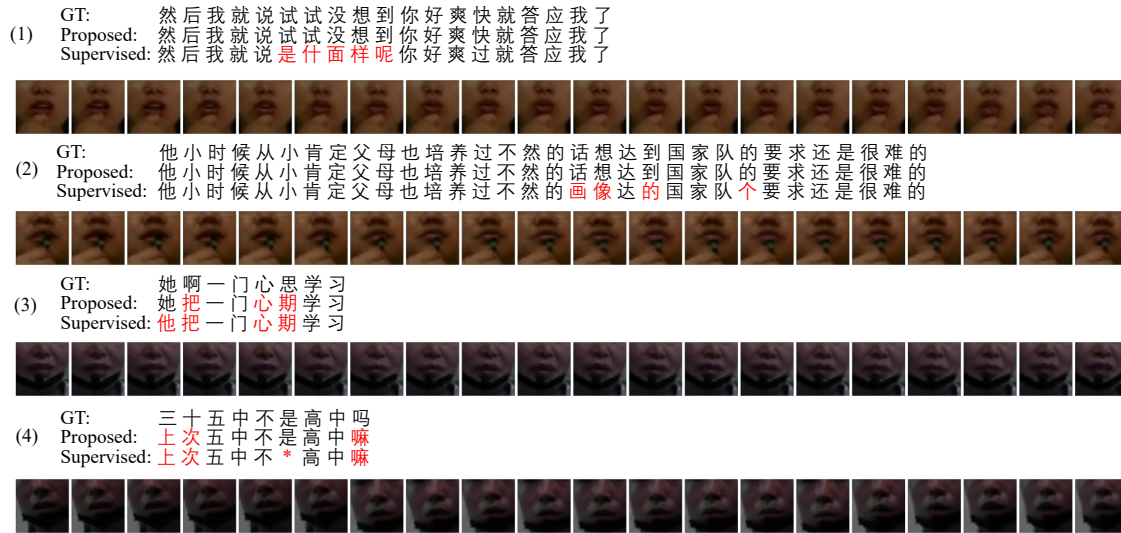 (1)
GT: 然后我就说试试没想到你好爽快就答应我了
Proposed: 然后我就说试试没想到你好爽快就答应我了
Supervised: 然后我就说是什面样呢你好爽过就答应我了
(2)
GT: 他小时候从小肯定父母也培养过不然的话想达到国家队的要求还是很难的
Proposed: 他小时候从小肯定父母也培养过不然的话想达到国家队的要求还是很难的
Supervised: 他小时候从小肯定父母也培养过不然的画像达的国家队个要求还是很难的
(3)
GT: 她啊一门心思学习
Proposed: 她把一门心期学习
Supervised: 他把一门心期学习
(4)
GT: 三十五中不是高中吗
Proposed: 上次五中不是高中嘛
Supervised: 上次五中不*高中嘛